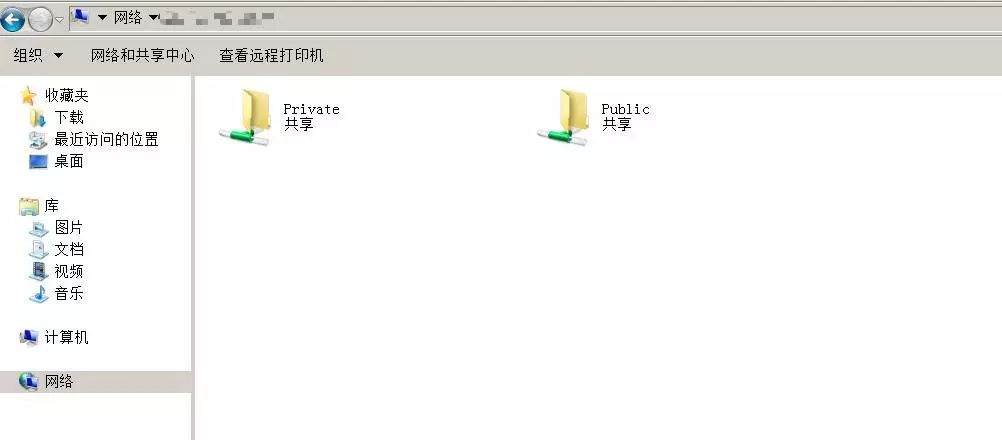 网络
组织 网络和共享中心 查看远程打印机
收藏夹
下载
最近访问的位置
桌面
库
图片
文档
视频
音乐
计算机
网络
Private
共享
Public
共享